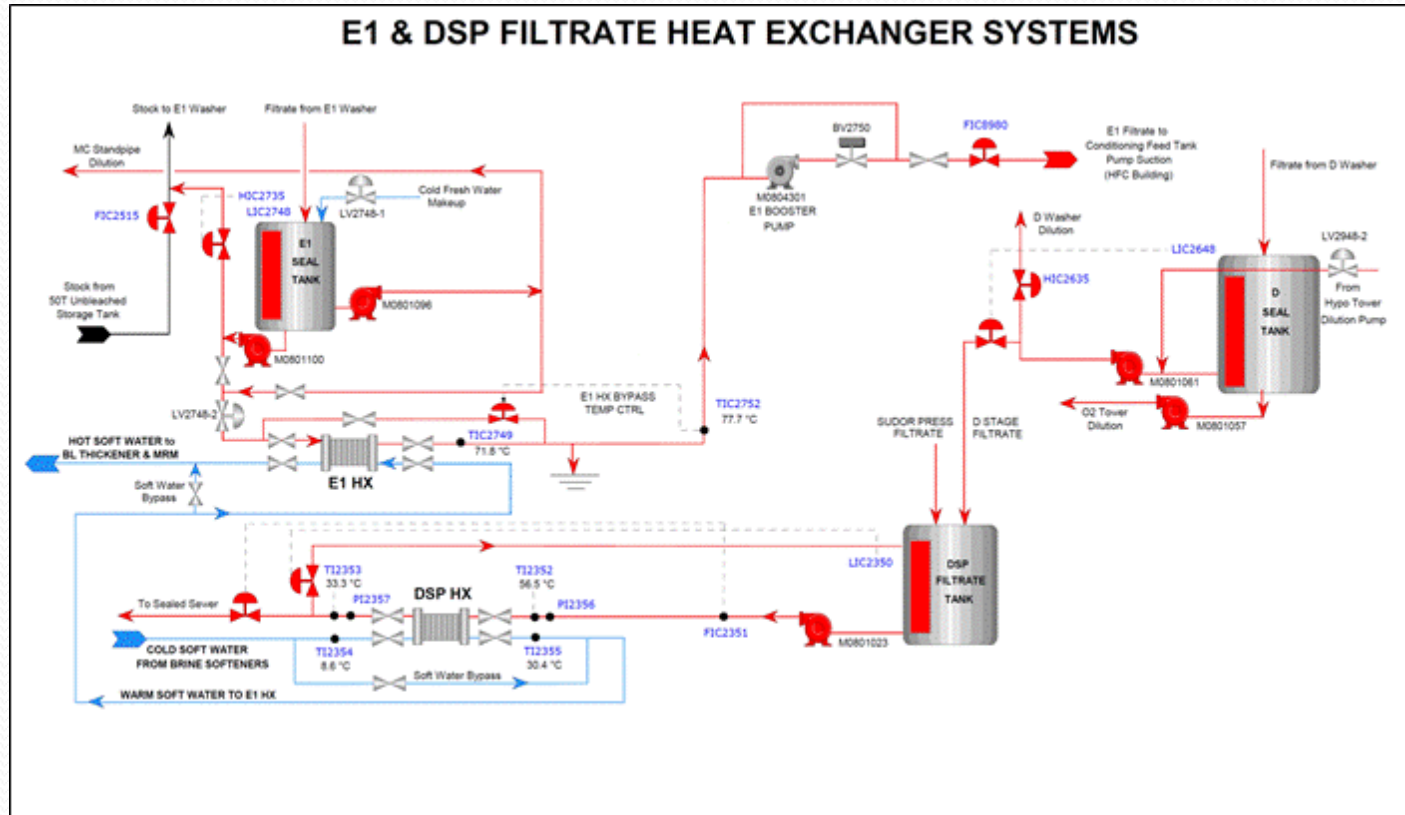 E1 & DSP FILTRATE HEAT EXCHANGER SYSTEMS
Stock to E1 Washer
Filtrate from E1 Washer
MC Standpipe
Dilution
HIC2735
LIC2748
FIC2515
LV2748-1
Cold Fresh Water
Makeup
E1
SEAL
TANK
Stock from
50T Unbleached
Storage Tank
M0801096
M0801100
LV2748-2
E1 HX BYPASS
TEMP CTRL
TIC2749
71.8 °C
TIC2752
77.7 °C
HOT SOFT WATER to
BL THICKENER & MRM
E1 HX
Soft Water
Bypass
BV2750
FIC8980
M0804301
E1 BOOSTER
PUMP
E1 Filtrate to
Conditioning Feed Tank
Pump Suction
(HFC Building)
Filtrate from D Washer
D Washer
Dilution
LIC2648
LV2948-2
HIC2635
From
Hypo Tower
Dilution Pump
D
SEAL
TANK
M0801061
O2 Tower
Dilution
M0801057
SUDOR PRESS
FILTRATE
D STAGE
FILTRATE
LIC2350
DSP
FILTRATE
TANK
TI2353
33.3 °C
PI2357
DSP HX
TI2352
56.5 °C
PI2356
FIC2351
M0801023
To Sealed Sewer
COLD SOFT WATER
FROM BRINE SOFTENERS
TI2354
8.6 °C
TI2355
30.4 °C
Soft Water Bypass
WARM SOFT WATER TO E1 HX